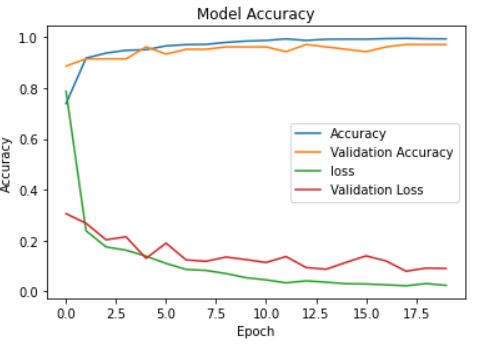 Model Accuracy
1.0
0.8
0.6
0.4
0.2
0.0
Accuracy
Accuracy
Validation Accuracy
loss
Validation Loss
0.0 2.5 5.0 7.5 10.0 12.5 15.0 17.5
Epoch